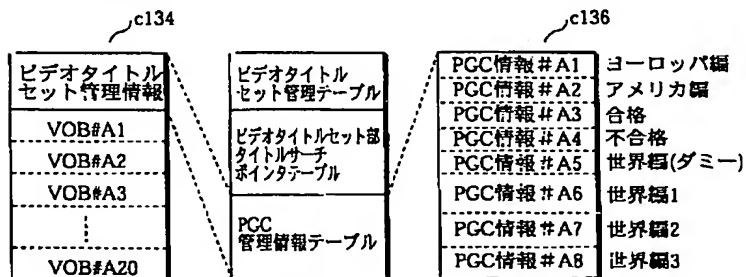 c134
c136
ビデオタイトル
セット管理情報
VOB#A1
VOB#A2
VOB#A3
VOB#A20
ビデオタイトル
セット管理テーブル
ビデオタイトルセット部
タイトルサーチ
ポインタテーブル
PGC
管理情報テーブル
PGC情報#A1 ヨーロッパ編
PGC情報#A2 アメリカ編
PGC情報#A3 合格
PGC情報#A4 不合格
PGC情報#A5 世界編(ダミー)
PGC情報#A6 世界編1
PGC情報#A7 世界編2
PGC情報#A8 世界編3